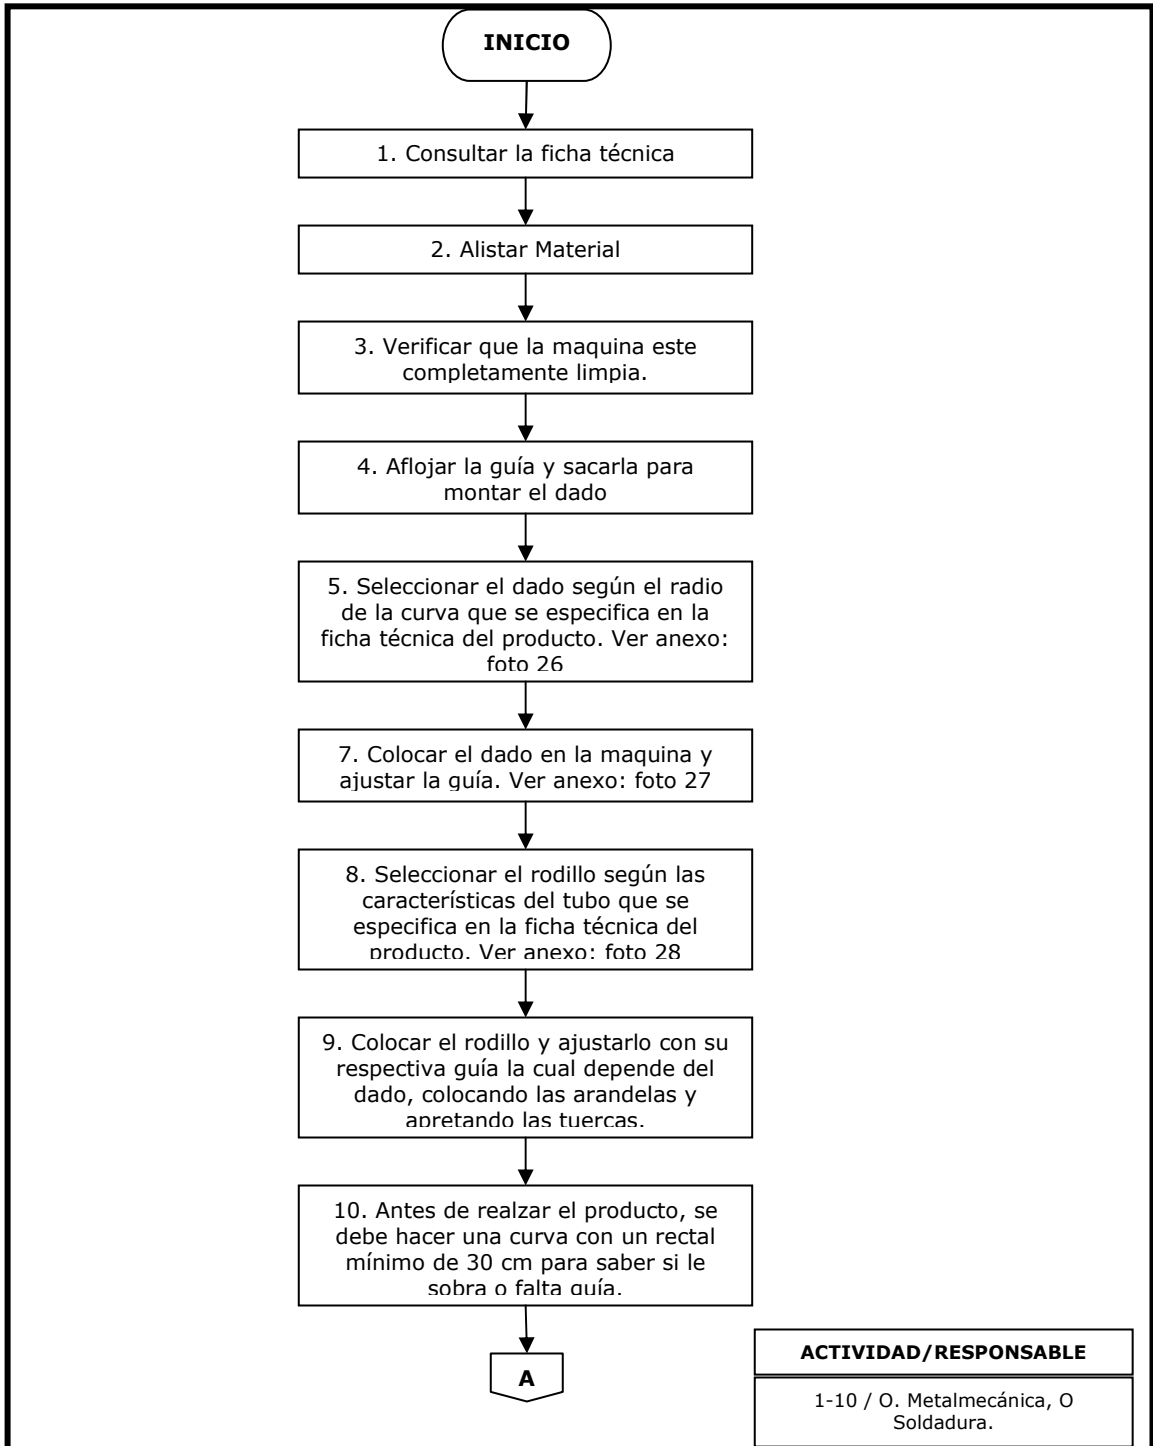 INICIO
1. Consultar la ficha técnica
2. Alistar Material
3. Verificar que la maquina este
completamente limpia.
4. Aflojar la guía y sacarla para
montar el dado
5. Seleccionar el dado según el radio
de la curva que se especifica en la
ficha técnica del producto. Ver anexo:
foto 26
7. Colocar el dado en la maquina y
ajustar la guía. Ver anexo: foto 27
8. Seleccionar el rodillo según las
características del tubo que se
especifica en la ficha técnica del
producto. Ver anexo: foto 28
9. Colocar el rodillo y ajustarlo con su
respectiva guía la cual depende del
dado, colocando las arandelas y
apretando las tuercas.
10. Antes de realzar el producto, se
debe hacer una curva con un rectal
mínimo de 30 cm para saber si le
sobra o falta guía.
A
ACTIVIDAD/RESPONSABLE
1-10 / O. Metalmecánica, O
Soldadura.